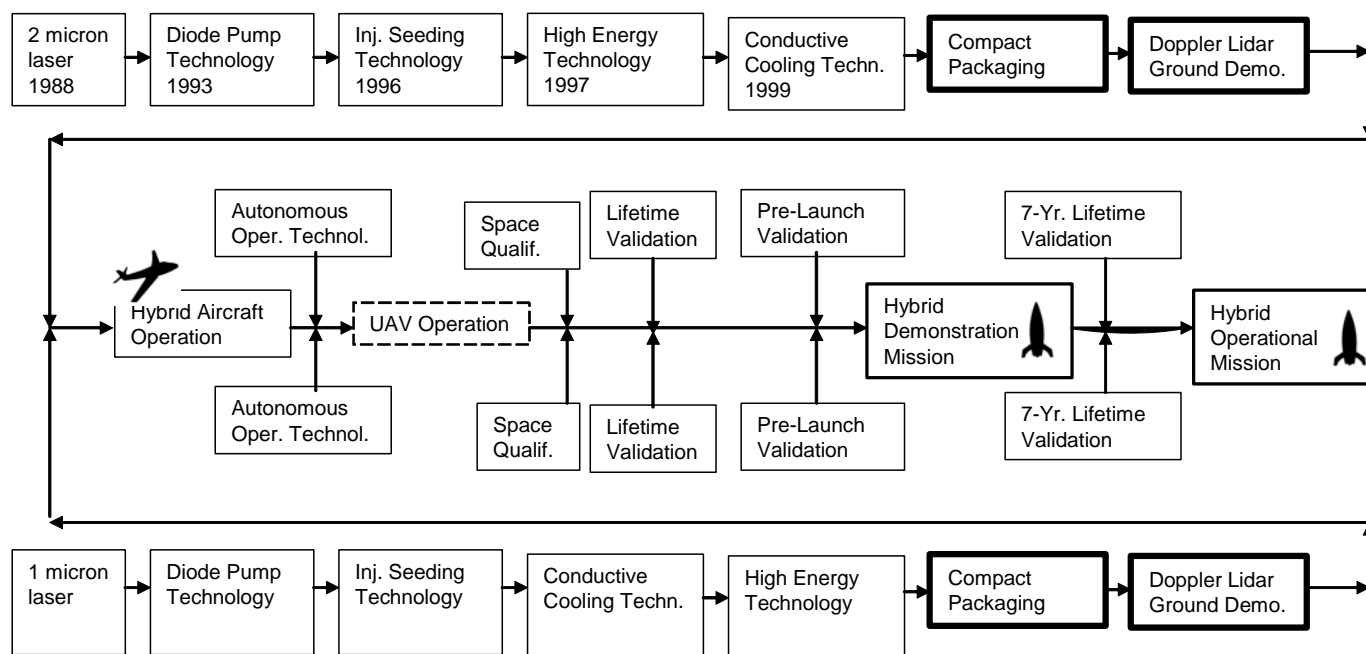 2 micron
laser
1988
Diode Pump
Technology
1993
Inj. Seeding
Technology
1996
High Energy
Technology
1997
Conductive
Cooling Techn.
1999
Compact
Packaging
Doppler Lidar
Ground Demo.
Autonomous
Oper. Technol.
Space
Qualif.
Lifetime
Validation
Pre-Launch
Validation
7-Yr. Lifetime
Validation
Hybrid Aircraft
Operation
UAV Operation
Hybrid
Demonstration
Mission
Hybrid
Operational
Mission
Autonomous
Oper. Technol.
Space
Qualif.
Lifetime
Validation
Pre-Launch
Validation
7-Yr. Lifetime
Validation
1 micron
laser
Diode Pump
Technology
Inj. Seeding
Technology
Conductive
Cooling Techn.
High Energy
Technology
Compact
Packaging
Doppler Lidar
Ground Demo.